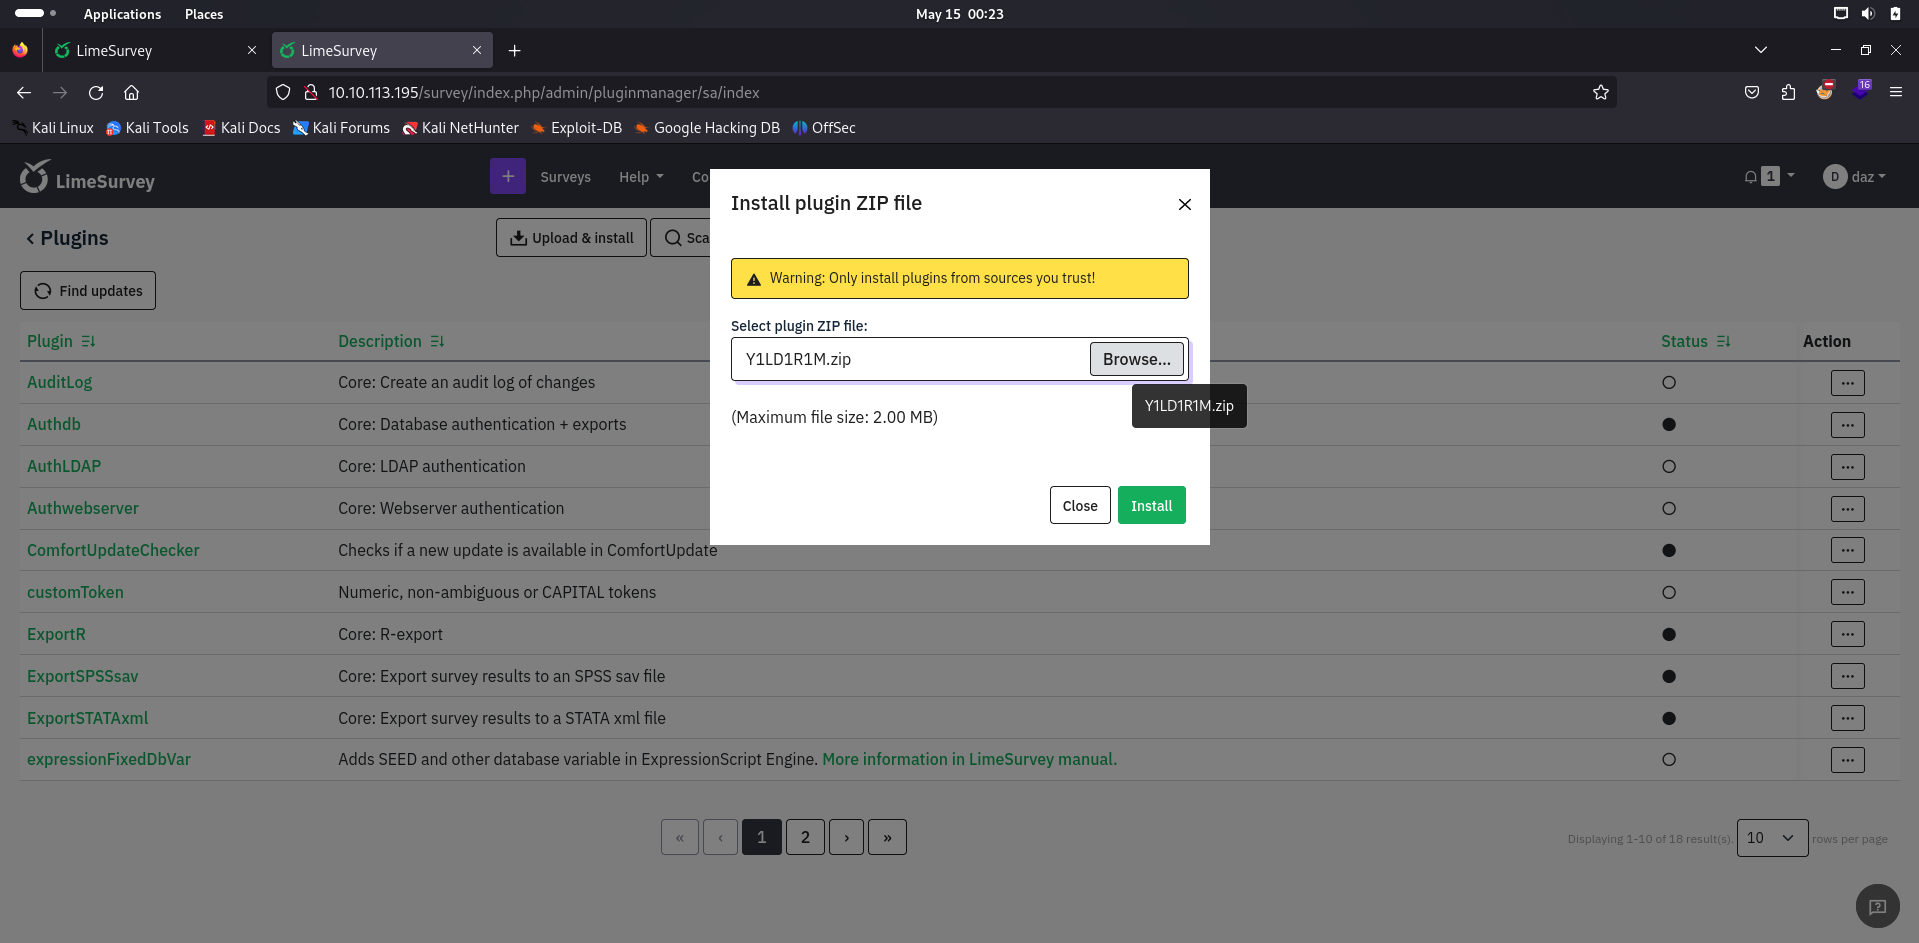 Applications Places May 15 00:23
LimeSurvey LimeSurvey
10.10.113.195/survey/index.php/admin/pluginmanager/sa/index 16
Kali Linux Kali Tools Kali Docs Kali Forums Kali NetHunter Exploit-DB Google Hacking DB OffSec
LimeSurvey + Surveys Help Co 1 D daz
Plugins Upload & install Sca
Find updates
Install plugin ZIP file
Warning: Only install plugins from sources you trust!
Select plugin ZIP file:
Y1LD1R1M.zip Browse...
Y1LD1R1M.zip
(Maximum file size: 2.00 MB)
Close Install
Plugin Description Status Action
AuditLog Core: Create an audit log of changes
Authdb Core: Database authentication + exports
AuthLDAP Core: LDAP authentication
Authwebserver Core: Webserver authentication
ComfortUpdateChecker Checks if a new update is available in ComfortUpdate
customToken Numeric, non-ambiguous or CAPITAL tokens
ExportR Core: R-export
ExportSPSSsav Core: Export survey results to an SPSS sav file
ExportSTATAxml Core: Export survey results to a STATA xml file
expressionFixedDbVar Adds SEED and other database variable in ExpressionScript Engine. More information in LimeSurvey manual.
« ‹ 1 2 › » Displaying 1-10 of 18 result(s). 10 rows per page